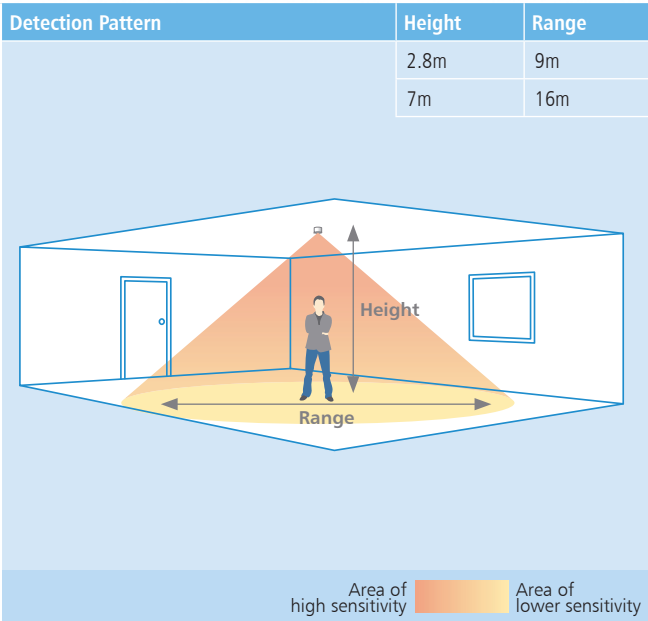 Detection Pattern Height Range
2.8m 9m
7m 16m
Height
Range
Area of
high sensitivity
Area of
lower sensitivity